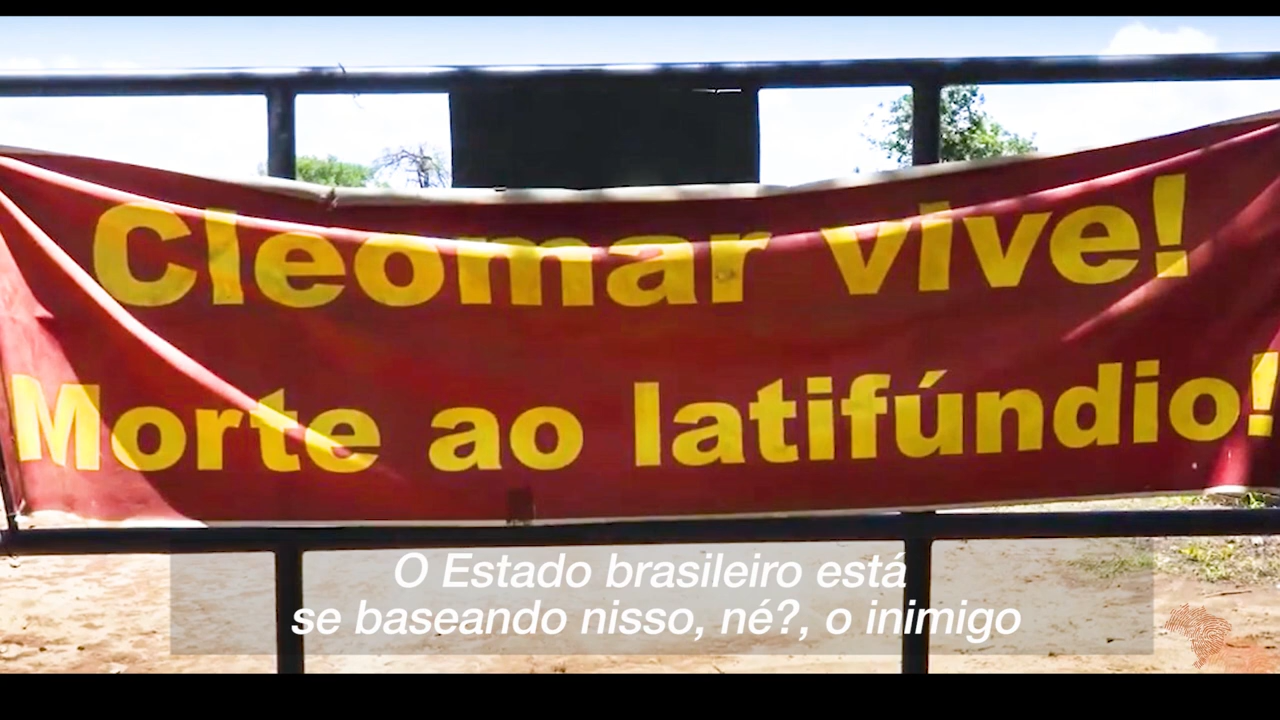 Cleomar vive!
Morte ao latifúndio!
O Estado brasileiro está
se baseando nisso, né?, o inimigo